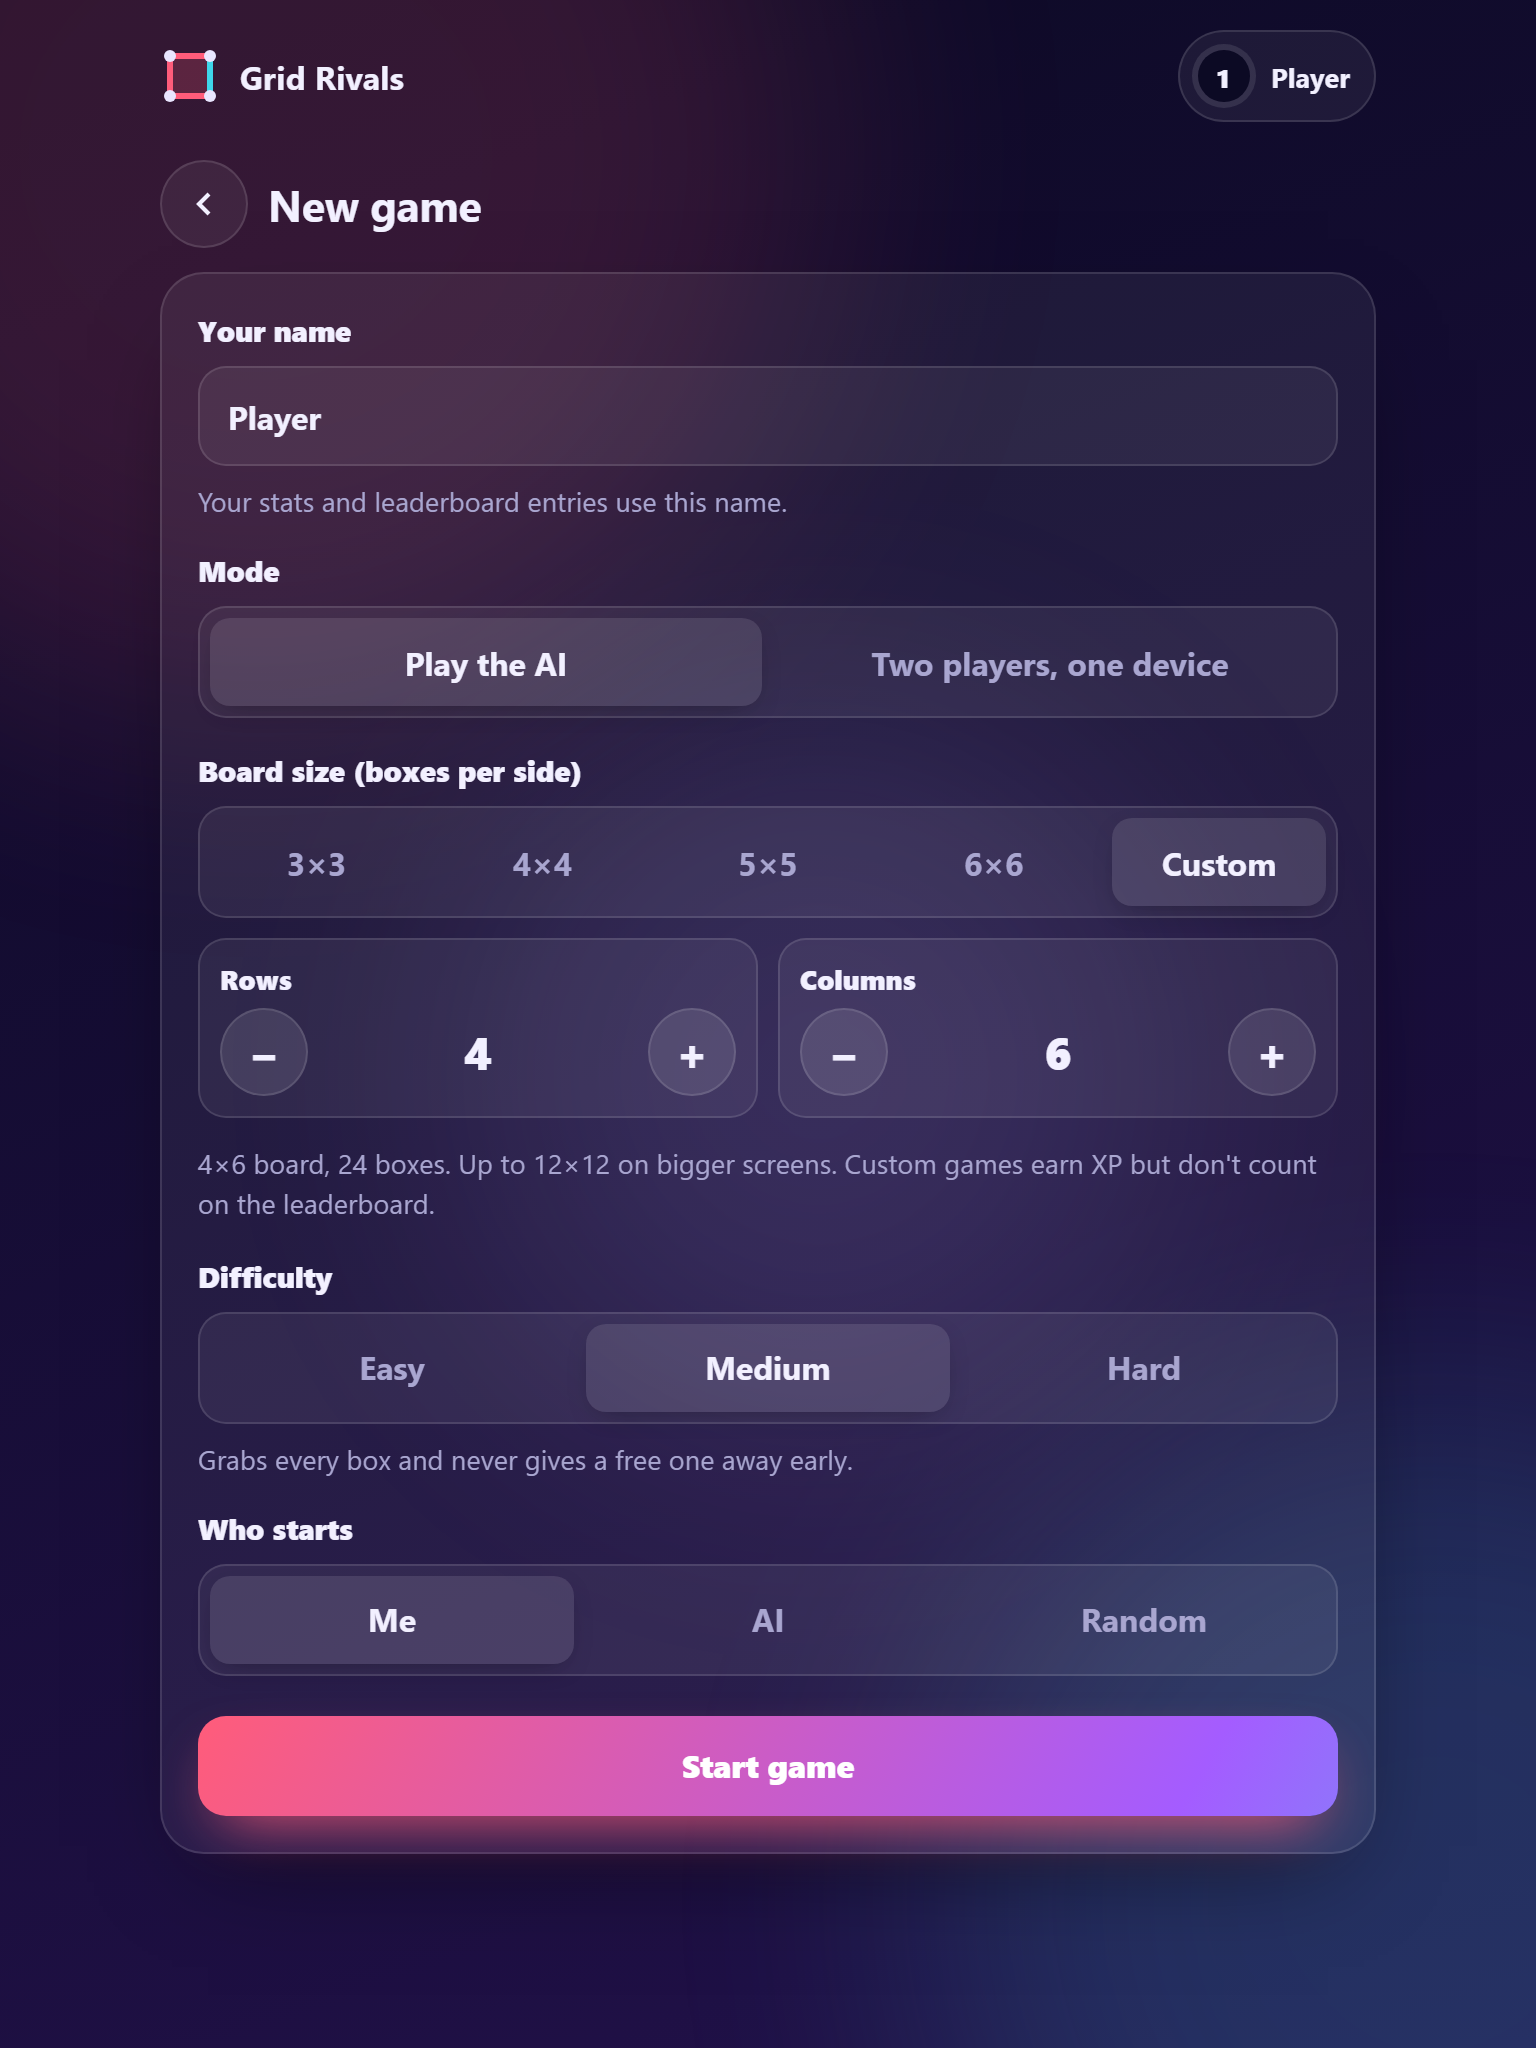 Grid Rivals
1 Player
New game
Your name
Player
Your stats and leaderboard entries use this name.
Mode
Play the AI Two players, one device
Board size (boxes per side)
3×3 4×4 5×5 6×6 Custom
Rows Columns
– 4 + – 6 +
4×6 board, 24 boxes. Up to 12×12 on bigger screens. Custom games earn XP but don't count
on the leaderboard.
Difficulty
Easy Medium Hard
Grabs every box and never gives a free one away early.
Who starts
Me AI Random
Start game